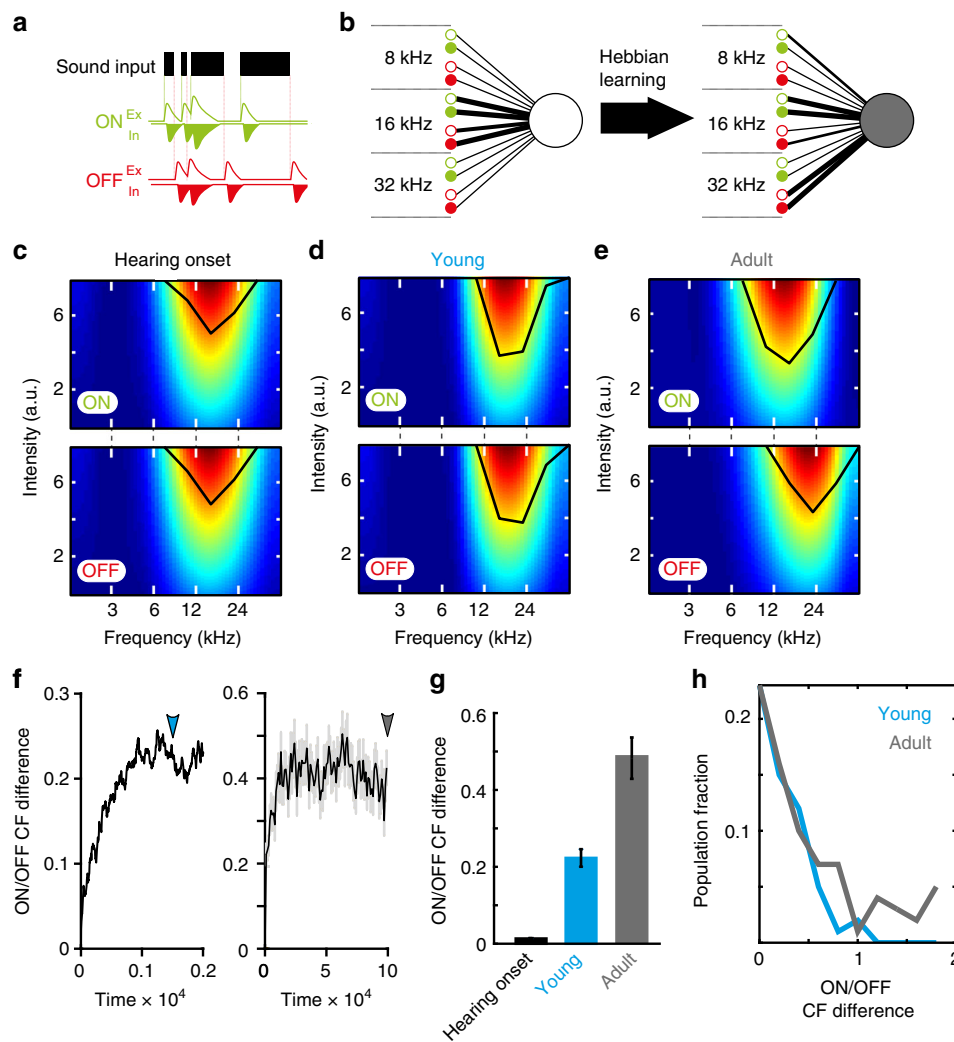 a
Sound input
ON Ex
In
OFF Ex
In
b
8 kHz
16 kHz
32 kHz
Hebbian
learning
8 kHz
16 kHz
32 kHz
c
Hearing onset
d
Young
e
Adult
Intensity (a.u.)
6
2
ON
6
2
OFF
3 6 12 24
Frequency (kHz)
Intensity (a.u.)
6
2
ON
6
2
OFF
3 6 12 24
Frequency (kHz)
Intensity (a.u.)
6
2
ON
6
2
OFF
3 6 12 24
Frequency (kHz)
f
ON/OFF CF difference
0.3
0.2
0.1
0
0 0.1 0.2
Time × 10⁴
0.6
0.4
0.2
0
0 5 10
Time × 10⁴
g
ON/OFF CF difference
0.6
0.4
0.2
0
Hearing onset
Young
Adult
h
Population fraction
0.2
0.1
0
0 1 2
Young
Adult
ON/OFF
CF difference